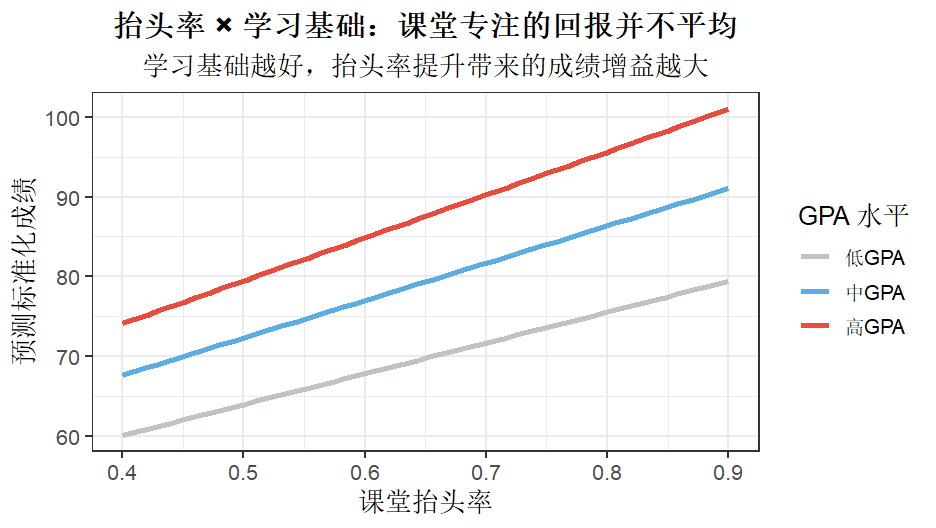 抬头率 × 学习基础：课堂专注的回报并不平均
学习基础越好，抬头率提升带来的成绩增益越大
预测标准化成绩
100
90
80
70
60
0.4 0.5 0.6 0.7 0.8 0.9
课堂抬头率
GPA 水平
低GPA
中GPA
高GPA